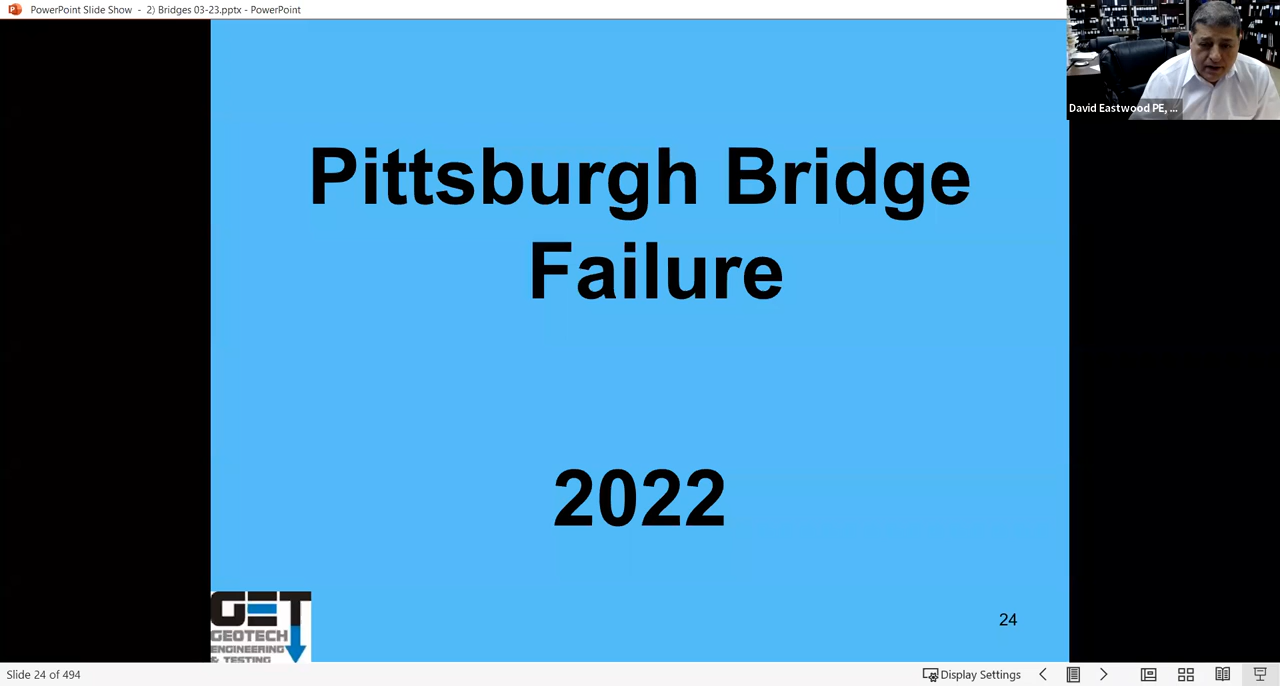 PowerPoint Slide Show - 2) Bridges 03-23.pptx - PowerPoint
David Eastwood PE, ...
Pittsburgh Bridge
Failure
2022
GET
GEOTECH
ENGINEERING
& TESTING
24
Slide 24 of 494
Display Settings